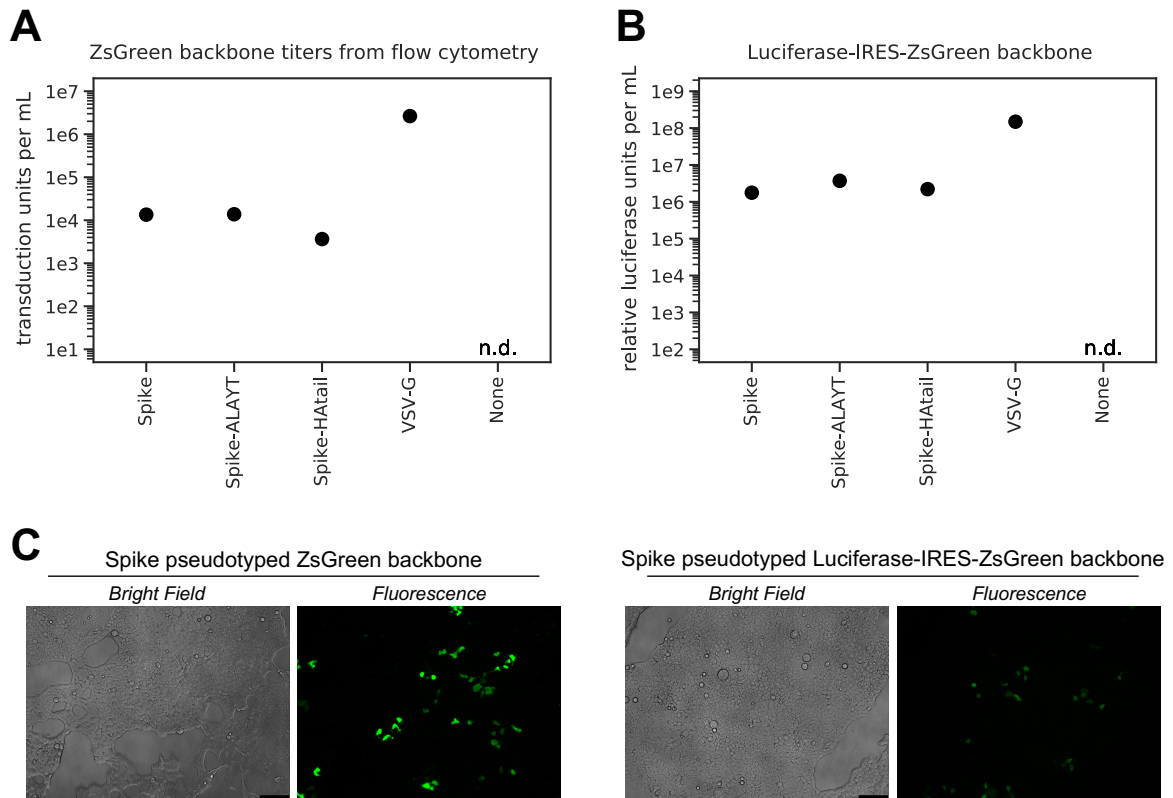 A
ZsGreen backbone titers from flow cytometry
transduction units per mL
1e7
1e6
1e5
1e4
1e3
1e2
1e1
n.d.
Spike
Spike-ALAYT
Spike-HAtail
VSV-G
None
B
Luciferase-IRES-ZsGreen backbone
relative luciferase units per mL
1e9
1e8
1e7
1e6
1e5
1e4
1e3
1e2
n.d.
Spike
Spike-ALAYT
Spike-HAtail
VSV-G
None
C
Spike pseudotyped ZsGreen backbone
Bright Field
Fluorescence
Spike pseudotyped Luciferase-IRES-ZsGreen backbone
Bright Field
Fluorescence